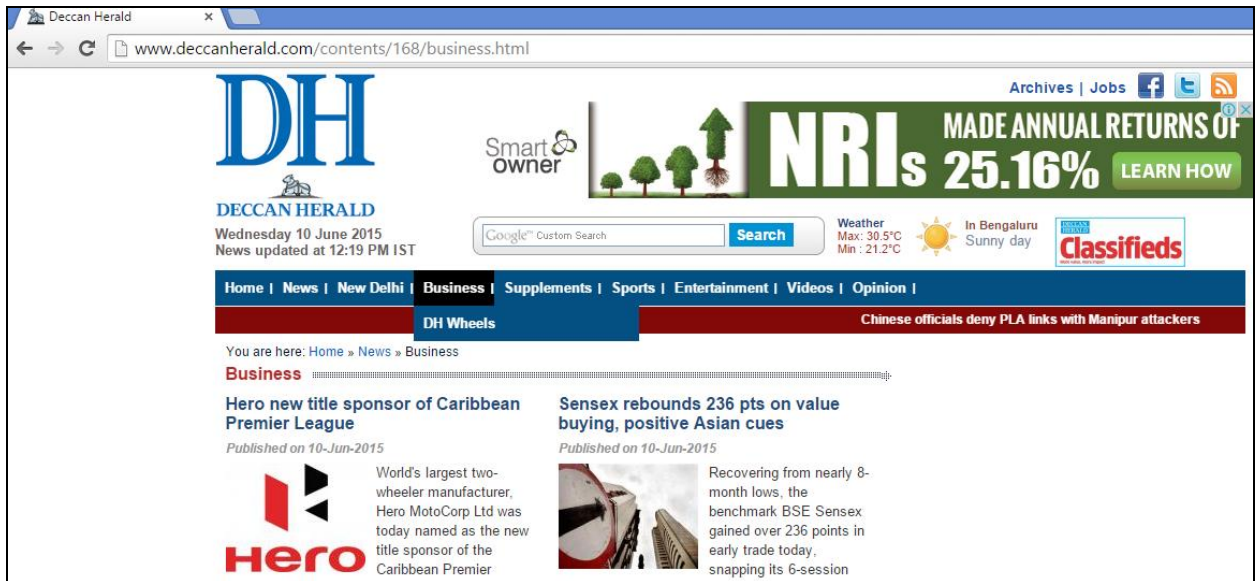 Deccan Herald
www.deccanherald.com/contents/168/business.html
DH
DECCAN HERALD
Wednesday 10 June 2015
News updated at 12:19 PM IST
Archives | Jobs
Smart
owner
NRIs
MADE ANNUAL RETURNS OF
25.16%
LEARN HOW
Google™ Custom Search
Search
Weather
Max: 30.5°C
Min : 21.2°C
In Bengaluru
Sunny day
DECCAN
HERALD
Classifieds
Home | News | New Delhi | Business | Supplements | Sports | Entertainment | Videos | Opinion |
DH Wheels
Chinese officials deny PLA links with Manipur attackers
You are here: Home » News » Business
Business
Hero new title sponsor of Caribbean
Premier League
Published on 10-Jun-2015
Hero
World's largest two-
wheeler manufacturer,
Hero MotoCorp Ltd was
today named as the new
title sponsor of the
Caribbean Premier
Sensex rebounds 236 pts on value
buying, positive Asian cues
Published on 10-Jun-2015
Recovering from nearly 8-
month lows, the
benchmark BSE Sensex
gained over 236 points in
early trade today,
snapping its 6-session